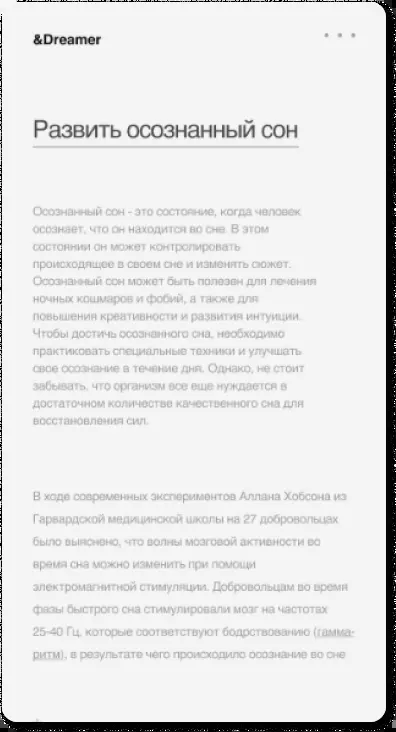 &Dreamer
Развить осознанный сон
Осознанный сон - это состояние, когда человек
осознает, что он находится во сне. В этом
состоянии он может контролировать
происходящее в своем сне и изменять сюжет.
Осознанный сон может быть полезен для лечения
ночных кошмаров и фобий, а также для
повышения креативности и развития интуиции.
Чтобы достичь осознанного сна, необходимо
практиковать специальные техники и улучшать
свое осознание в течение дня. Однако, не стоит
забывать, что организм все еще нуждается в
достаточном количестве качественного сна для
восстановления сил.
В ходе современных экспериментов Аллана Хобсона из
Гарвардской медицинской школы на 27 добровольцах
было выяснено, что волны мозговой активности во
время сна можно изменить при помощи
электромагнитной стимуляции. Добровольцам во время
фазы быстрого сна стимулировали мозг на частотах
25-40 Гц, которые соответствуют бодрствованию (гамма-
ритм), в результате чего происходило осознание во сне